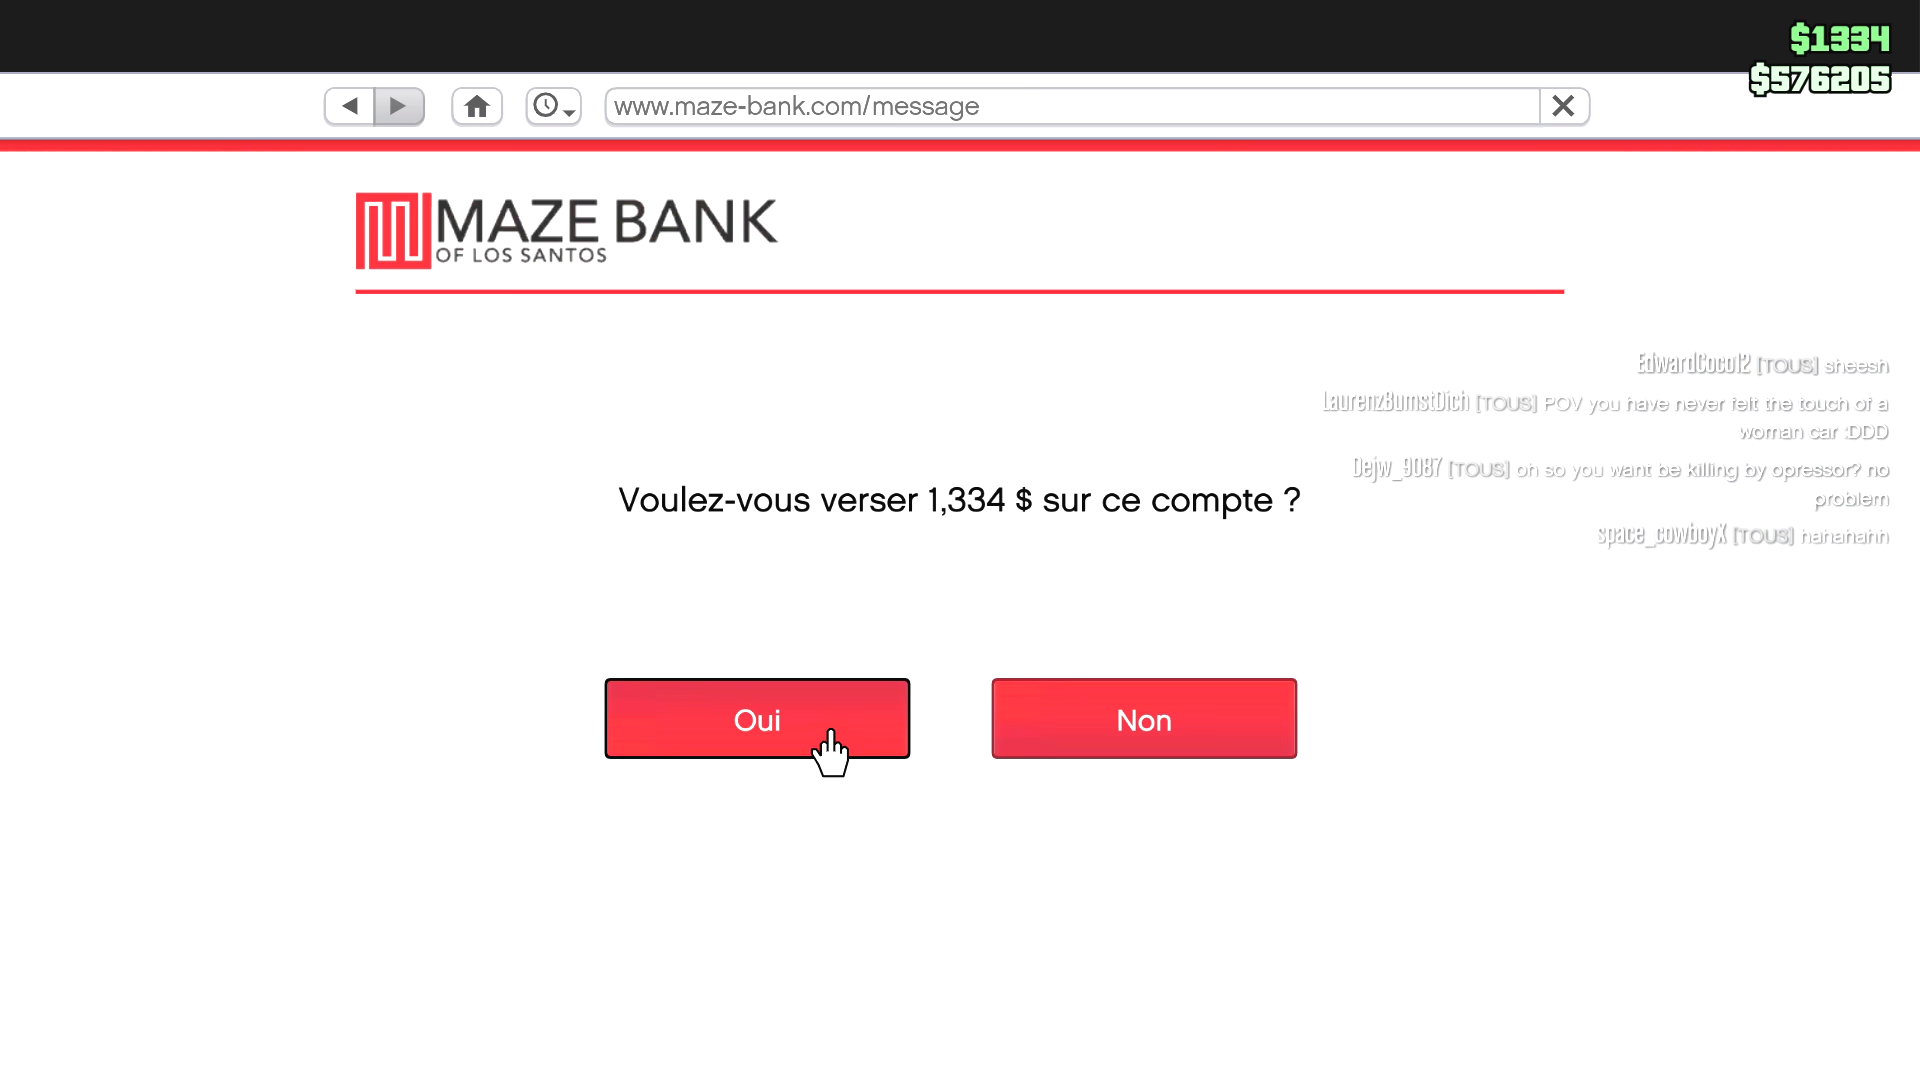 $1334
$576205
www.maze-bank.com/message
MAZE BANK
OF LOS SANTOS
EdwardCoco12 [TOUS] sheesh
LaurenzBumstDich [TOUS] POV you have never felt the touch of a
woman car :DDD
Dejw_9087 [TOUS] oh so you want be killing by opressor? no
problem
space_cowboyX [TOUS] hahahahh
Voulez-vous verser 1,334 $ sur ce compte ?
Oui
Non